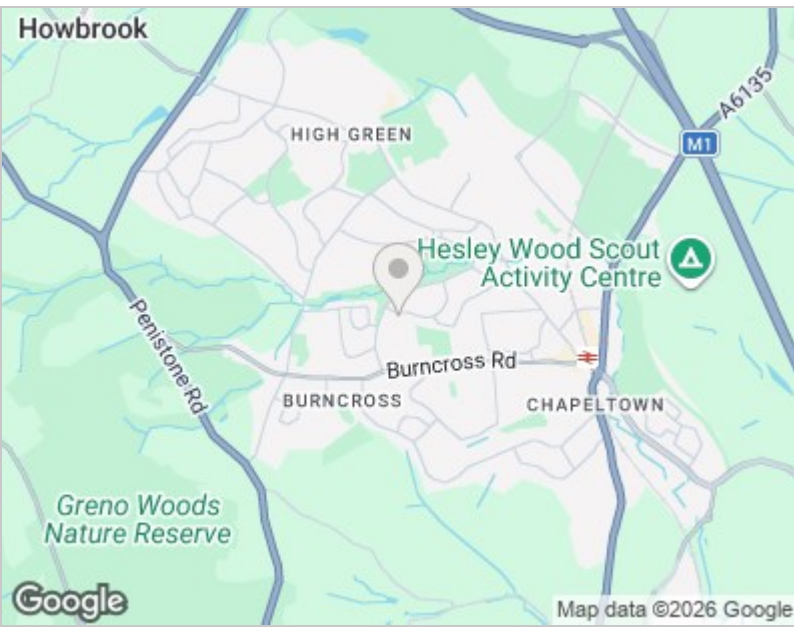 Howbrook
HIGH GREEN
A6135
M1
Hesley Wood Scout
Activity Centre
Penistone Rd
Burncross Rd
BURNCROSS
CHAPELTOWN
Greno Woods
Nature Reserve
Google
Map data ©2026 Google